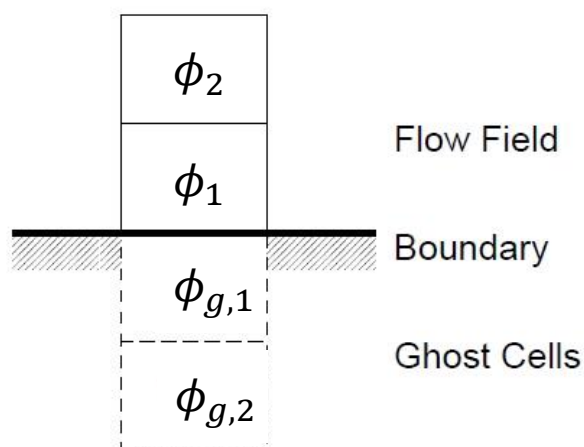 ϕ₂
Flow Field
ϕ₁
Boundary
ϕ_{g,1}
Ghost Cells
ϕ_{g,2}